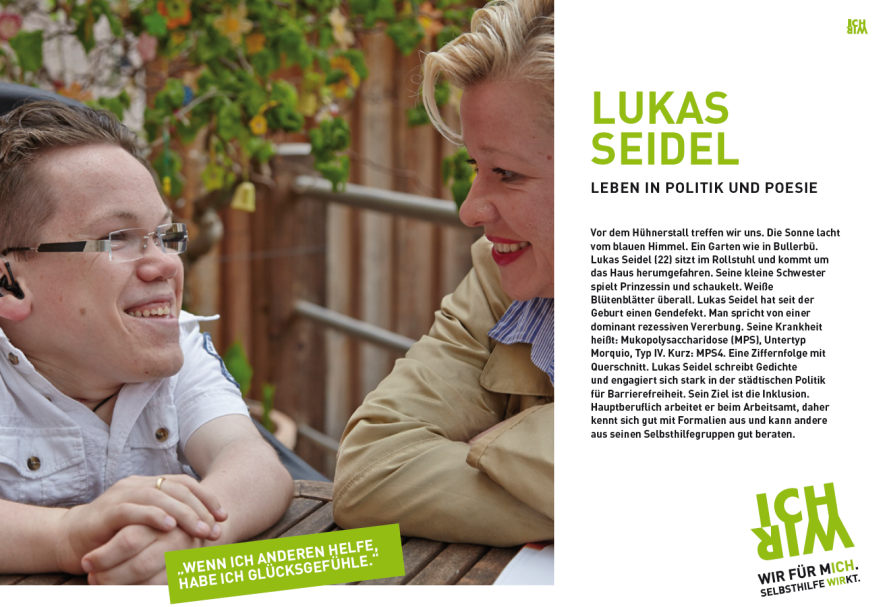 ICH
WIR
LUKAS
SEIDEL
LEBEN IN POLITIK UND POESIE
Vor dem Hühnerstall treffen wir uns. Die Sonne lacht
vom blauen Himmel. Ein Garten wie in Bullerbü.
Lukas Seidel (22) sitzt im Rollstuhl und kommt um
das Haus herumgefahren. Seine kleine Schwester
spielt Prinzessin und schaukelt. Weiße
Blütenblätter überall. Lukas Seidel hat seit der
Geburt einen Gendefekt. Man spricht von einer
dominant rezessiven Vererbung. Seine Krankheit
heißt: Mukopolysaccharidose (MPS), Untertyp
Morquio, Typ IV. Kurz: MPS4. Eine Ziffernfolge mit
Querschnitt. Lukas Seidel schreibt Gedichte
und engagiert sich stark in der städtischen Politik
für Barrierefreiheit. Sein Ziel ist die Inklusion.
Hauptberuflich arbeitet er beim Arbeitsamt, daher
kennt sich gut mit Formalien aus und kann andere
aus seinen Selbsthilfegruppen gut beraten.
„WENN ICH ANDEREN HELFE,
HABE ICH GLÜCKSGEFÜHLE.“
ICH
WIR
WIR FÜR MICH.
SELBSTHILFE WIRKT.